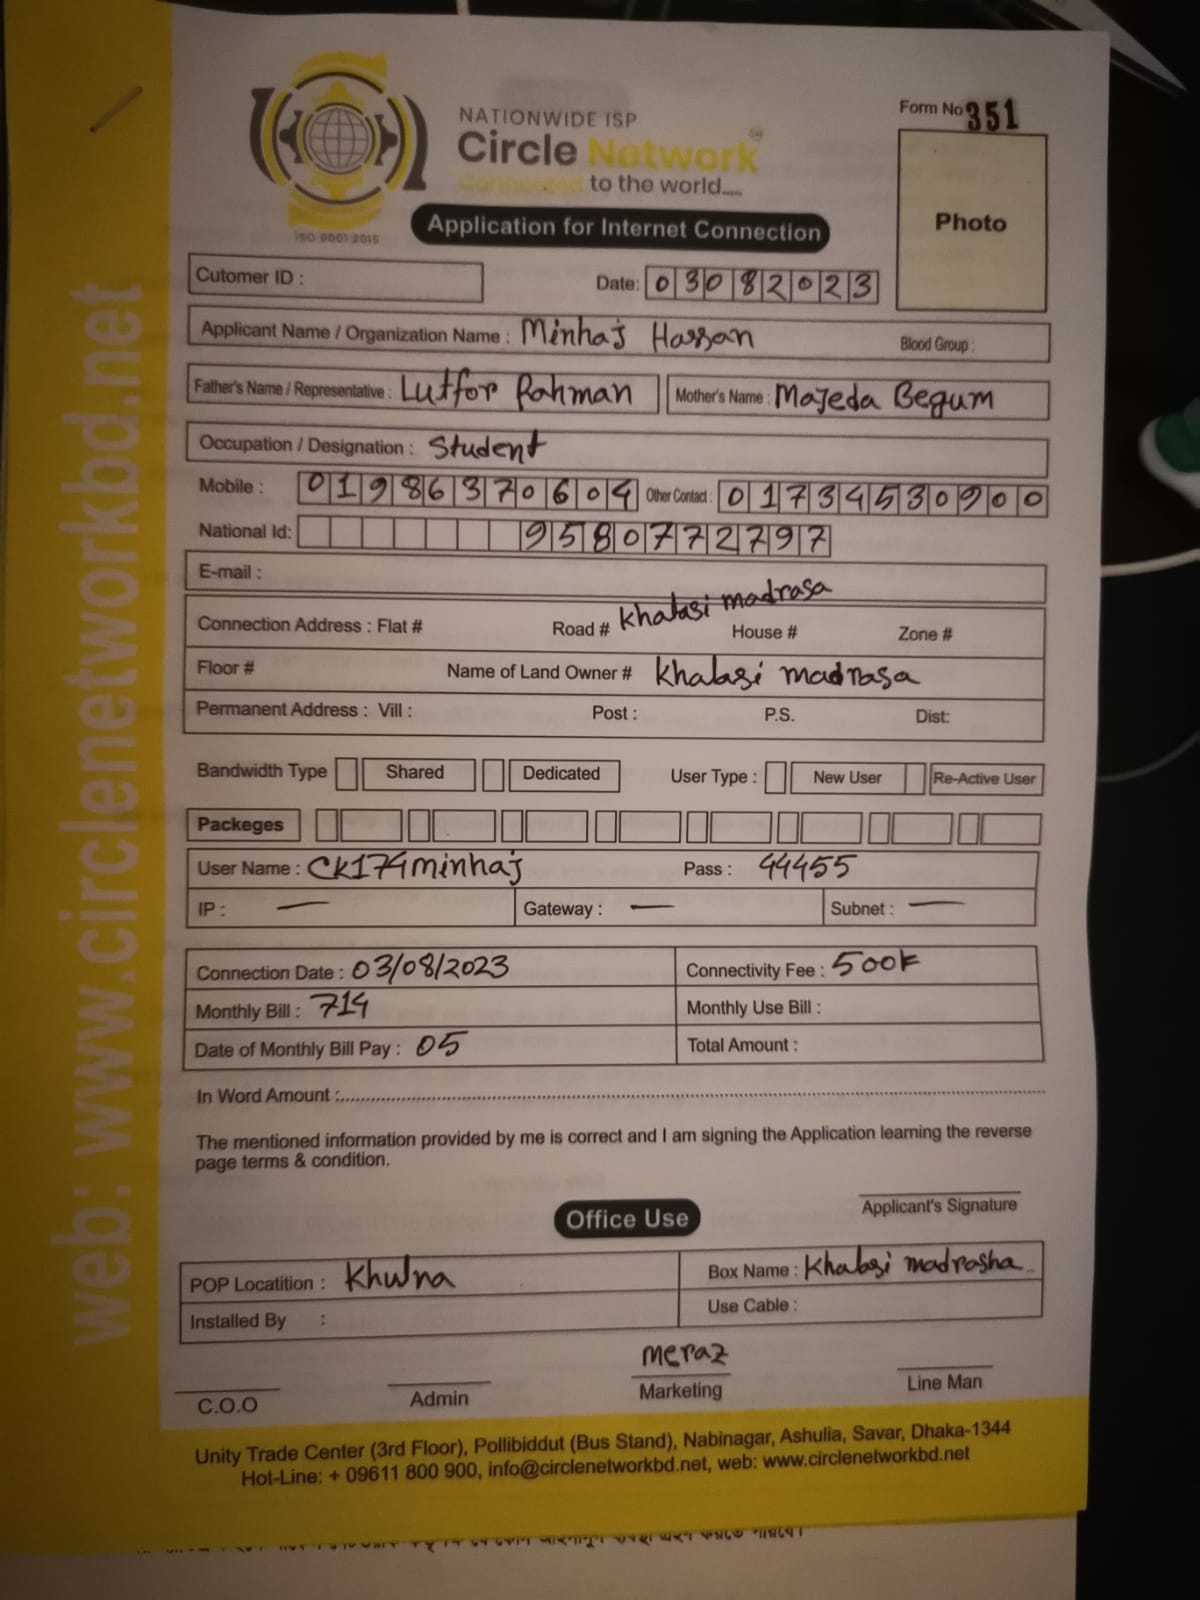 Form No 351
NATIONWIDE ISP
Circle Network
Connected to the world.....
ISO 9001:2015
Application for Internet Connection
Photo
Cutomer ID :
Date: 03082023
Applicant Name / Organization Name : Minhaj Hassan Blood Group :
Father's Name / Representative : Lutfor Rahman Mother's Name : Majeda Begum
Occupation / Designation : Student
Mobile : 01986370604 Other Contact : 01734530900
National Id: 9580772797
E-mail :
Connection Address : Flat # Road # Khalasi madrasa House # Zone #
Floor # Name of Land Owner # Khalasi madrasa
Permanent Address : Vill : Post : P.S. Dist:
Bandwidth Type Shared Dedicated User Type : New User Re-Active User
Packeges
User Name : CK174minhaj Pass : 44455
IP : — Gateway : — Subnet : —
Connection Date : 03/08/2023 Connectivity Fee : 500৳
Monthly Bill : 714 Monthly Use Bill :
Date of Monthly Bill Pay : 05 Total Amount :
In Word Amount :
The mentioned information provided by me is correct and I am signing the Application learning the reverse
page terms & condition.
Applicant's Signature
Office Use
POP Locatition : Khulna Box Name : Khalasi madrasha
Installed By : Use Cable :
meraz
C.O.O Admin Marketing Line Man
Unity Trade Center (3rd Floor), Pollibiddut (Bus Stand), Nabinagar, Ashulia, Savar, Dhaka-1344
Hot-Line: + 09611 800 900, info@circlenetworkbd.net, web: www.circlenetworkbd.net
web: www.circlenetworkbd.net